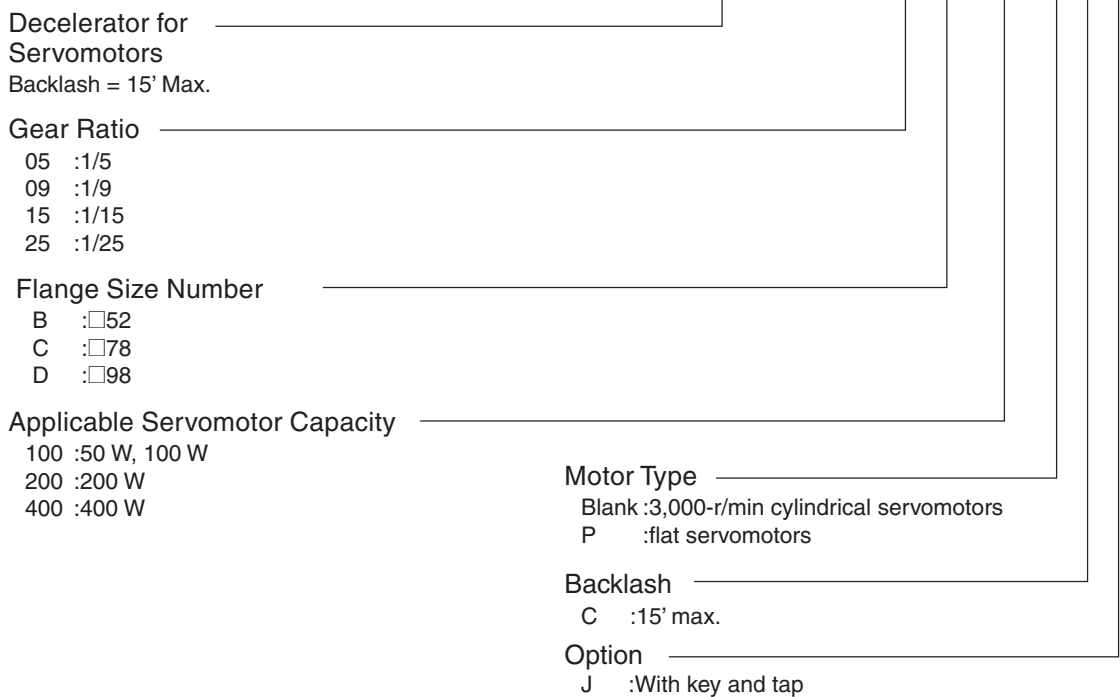 Decelerator for
Servomotors
Backlash = 15’ Max.
Gear Ratio
05 :1/5
09 :1/9
15 :1/15
25 :1/25
Flange Size Number
B :□52
C :□78
D :□98
Applicable Servomotor Capacity
100 :50 W, 100 W
200 :200 W
400 :400 W
Motor Type
Blank :3,000-r/min cylindrical servomotors
P :flat servomotors
Backlash
C :15’ max.
Option
J :With key and tap